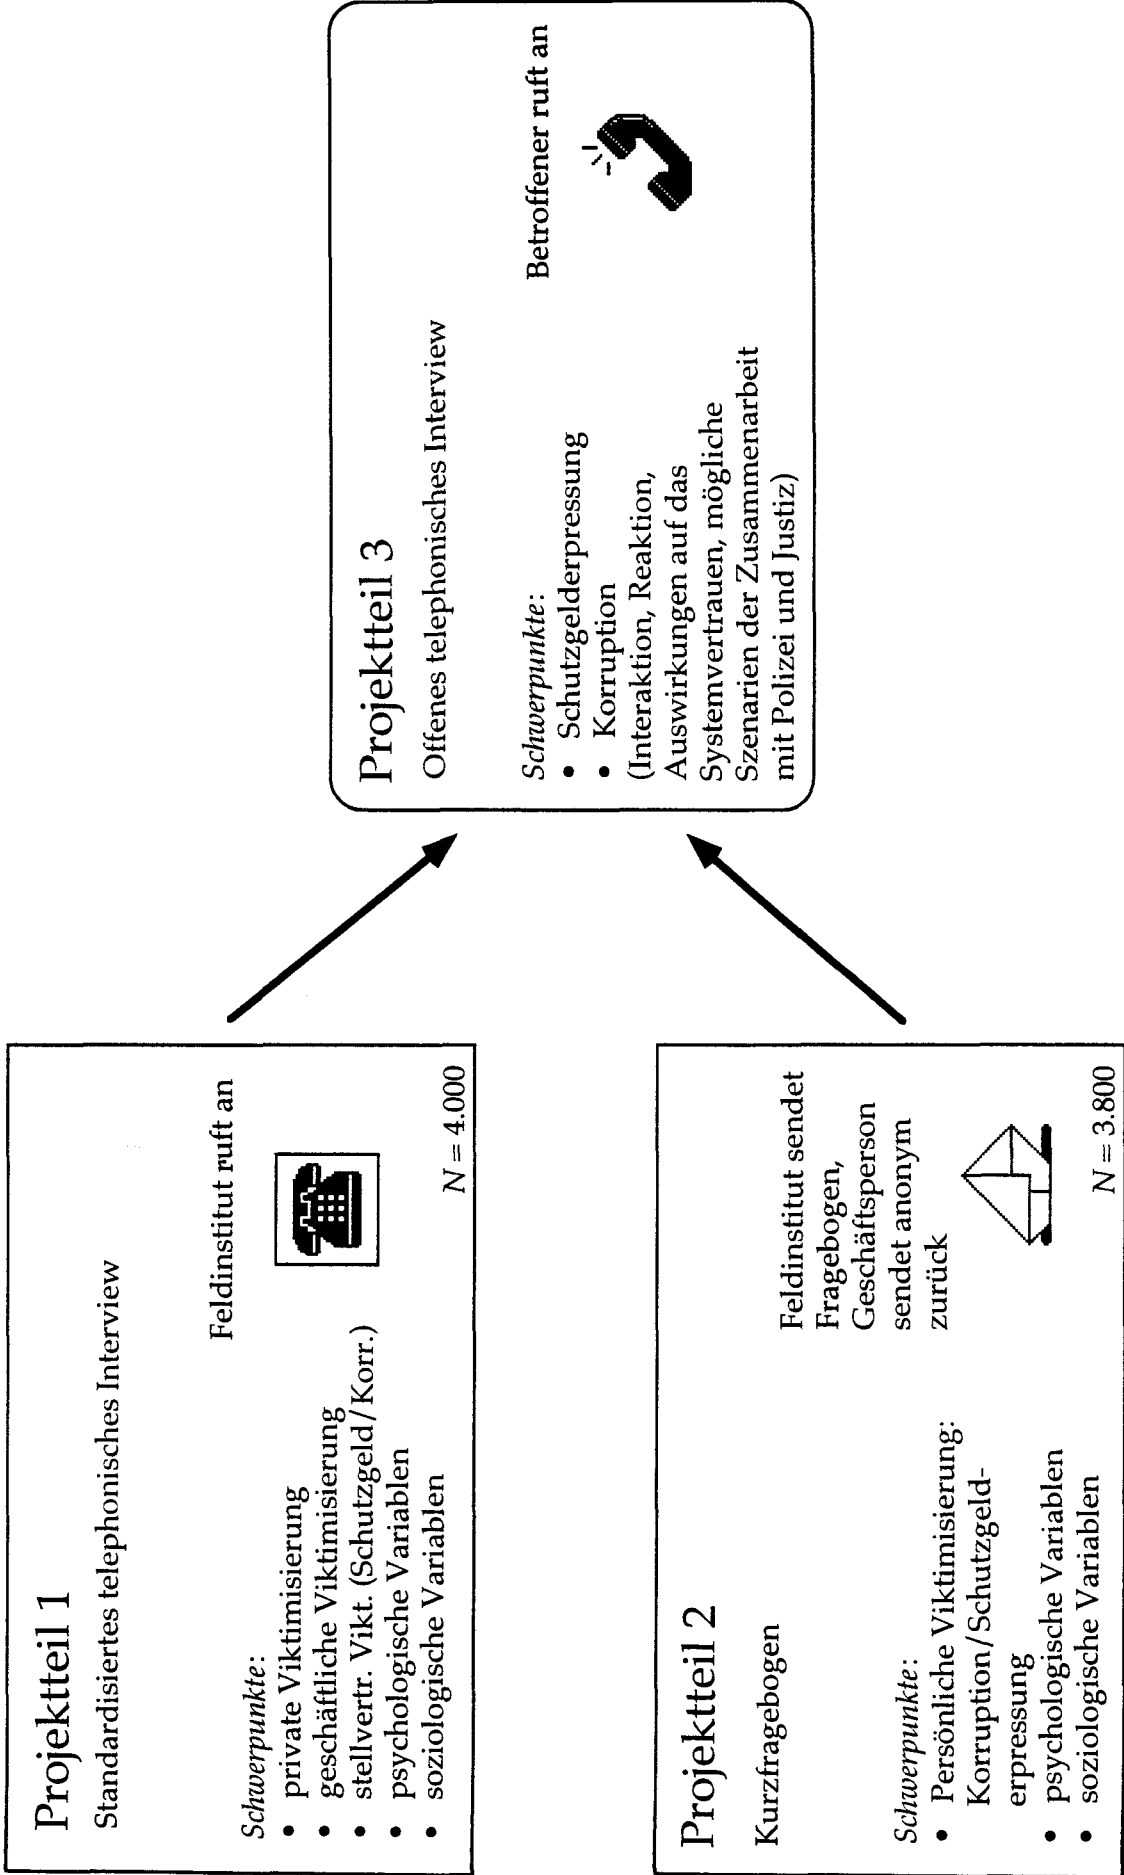 Projektteil 1
Standardisiertes telephonisches Interview
Feldinstitut ruft an
Schwerpunkte:
• private Viktimisierung
• geschäftliche Viktimisierung
• stellvertr. Vikt. (Schutzgeld/Korr.)
• psychologische Variablen
• soziologische Variablen
N = 4.000
Projektteil 2
Kurzfragebogen
Feldinstitut sendet
Fragebogen,
Geschäftsperson
sendet anonym
zurück
Schwerpunkte:
• Persönliche Viktimisierung:
Korruption/Schutzgeld-
erpressung
• psychologische Variablen
• soziologische Variablen
N = 3.800
Projektteil 3
Offenes telephonisches Interview
Betroffener ruft an
Schwerpunkte:
• Schutzgelderpressung
• Korruption
(Interaktion, Reaktion,
Auswirkungen auf das
Systemvertrauen, mögliche
Szenarien der Zusammenarbeit
mit Polizei und Justiz)